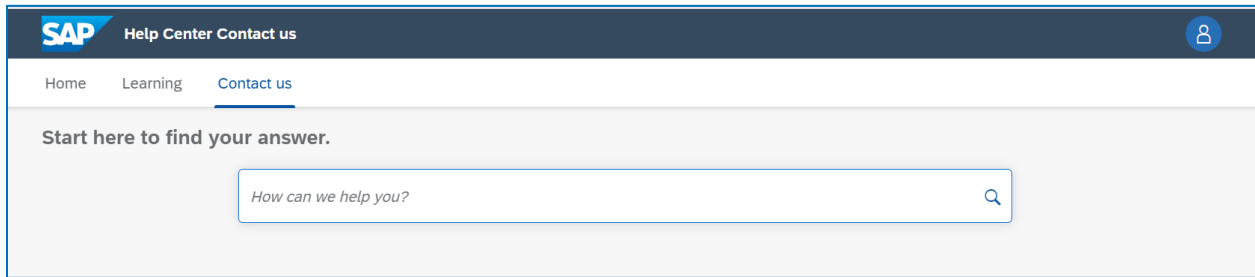 SAP Help Center Contact us
Home Learning Contact us
Start here to find your answer.
How can we help you?